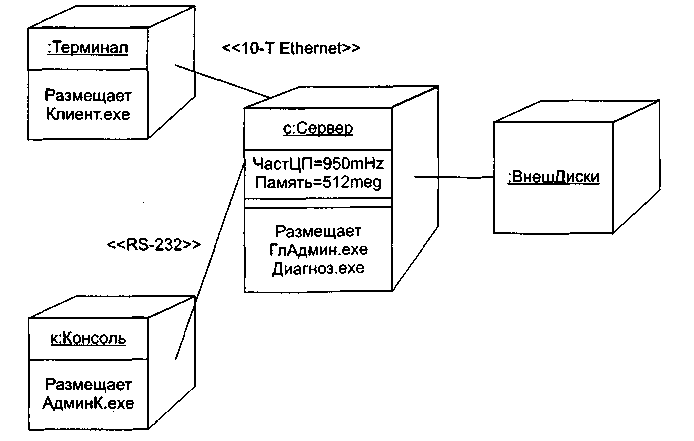 :Терминал
Размещает
Клиент.exe
<<10-T Ethernet>>
с:Сервер
ЧастЦП=950mHz
Память=512meg
Размещает
ГлАдмин.exe
Диагноз.exe
:ВнешДиски
<<RS-232>>
к:Консоль
Размещает
АдминК.exe